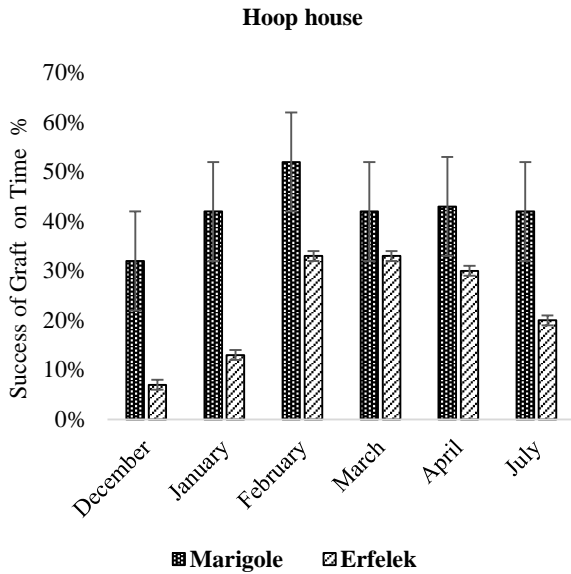 Hoop house
Success of Graft on Time %
70%
60%
50%
40%
30%
20%
10%
0%
December
January
February
March
April
July
Marigole
Erfelek